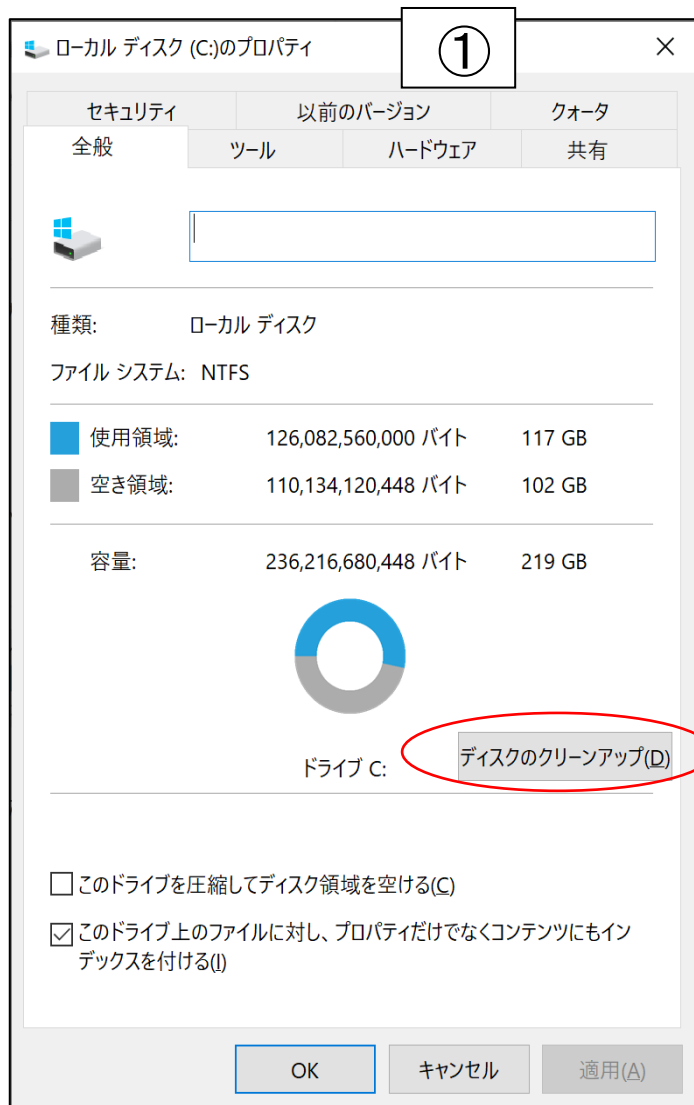 ローカル ディスク (C:)のプロパティ
①
セキュリティ 以前のバージョン クォータ
全般 ツール ハードウェア 共有
種類: ローカル ディスク
ファイル システム: NTFS
使用領域: 126,082,560,000 バイト 117 GB
空き領域: 110,134,120,448 バイト 102 GB
容量: 236,216,680,448 バイト 219 GB
ドライブ C:
ディスクのクリーンアップ(D)
このドライブを圧縮してディスク領域を空ける(C)
このドライブ上のファイルに対し、プロパティだけでなくコンテンツにもイン
デックスを付ける(I)
OK キャンセル 適用(A)